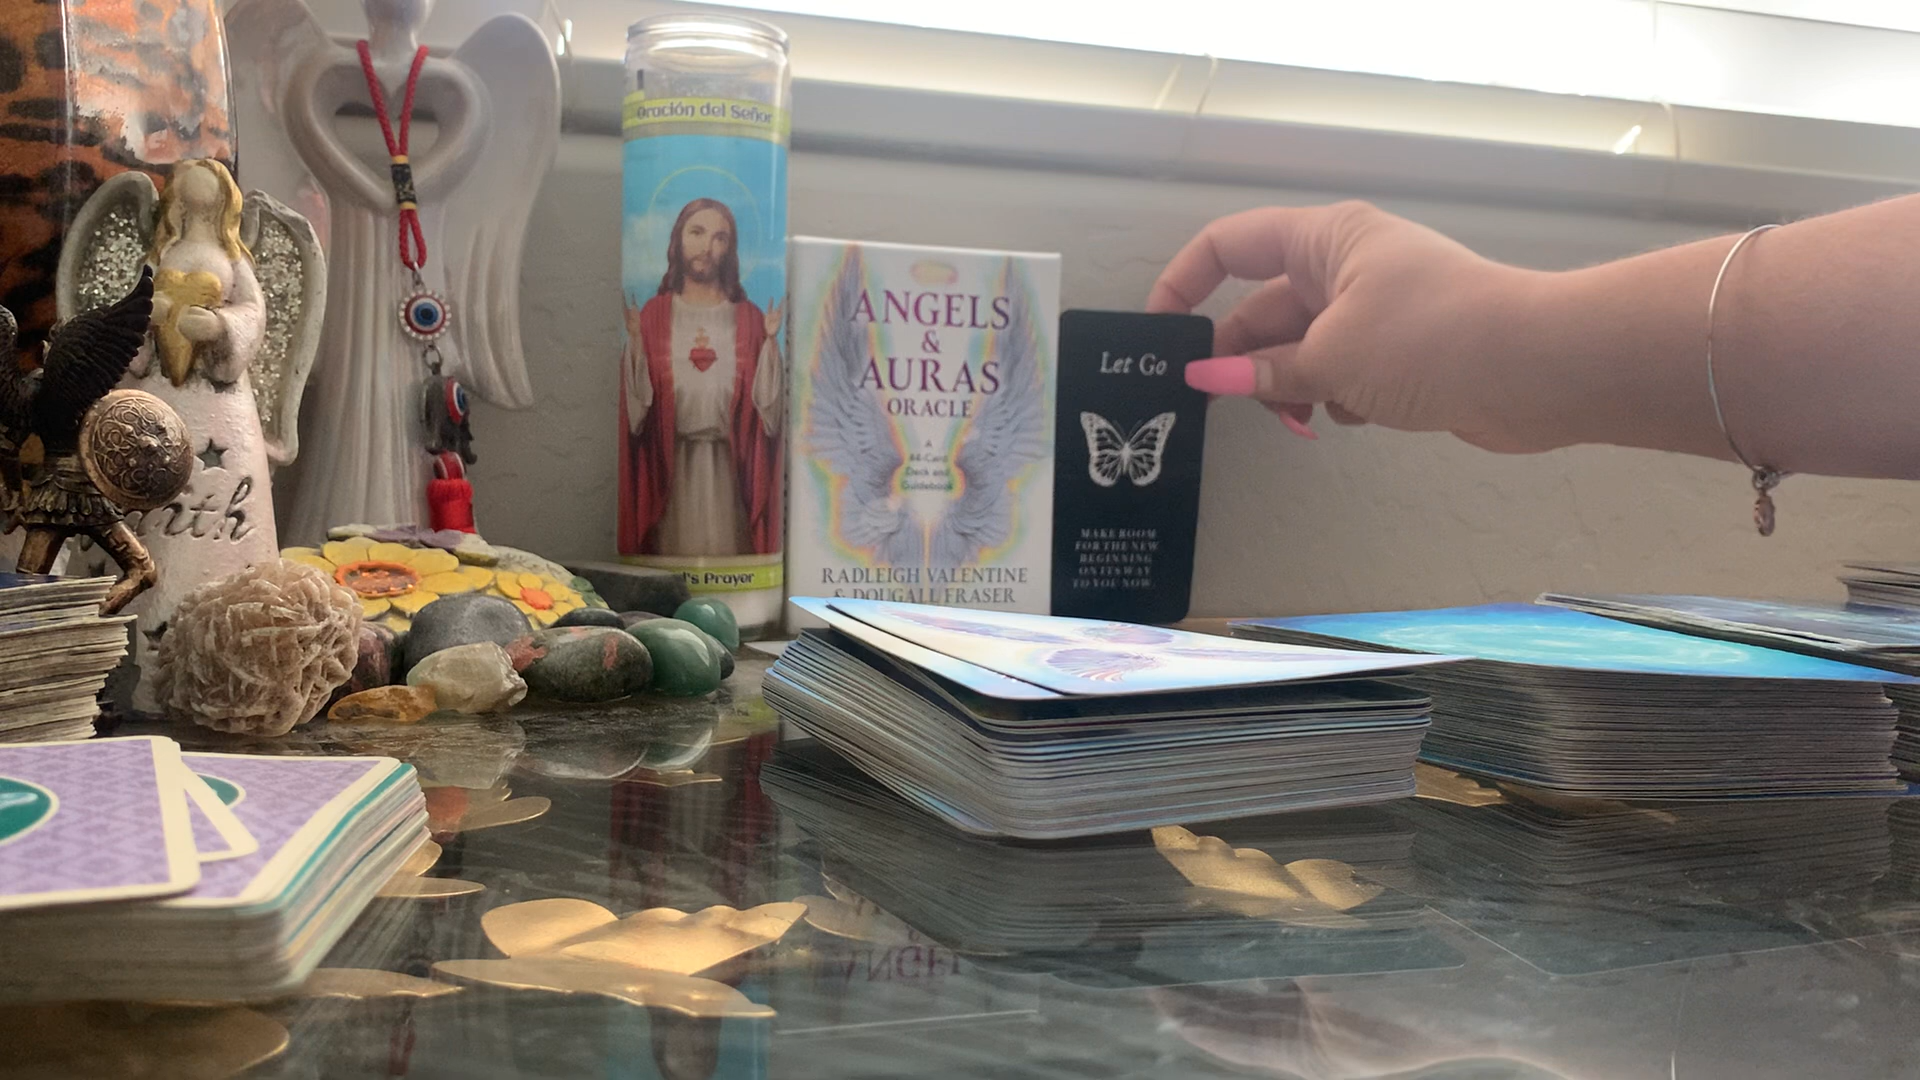 Oración del Señor
l's Prayer
ANGELS
&
AURAS
ORACLE
A
44-Card
Deck and
Guidebook
RADLEIGH VALENTINE
& DOUGALL FRASER
Let Go
MAKE ROOM
FOR THE NEW
BEGINNING
ON ITS WAY
TO YOU NOW.
ith